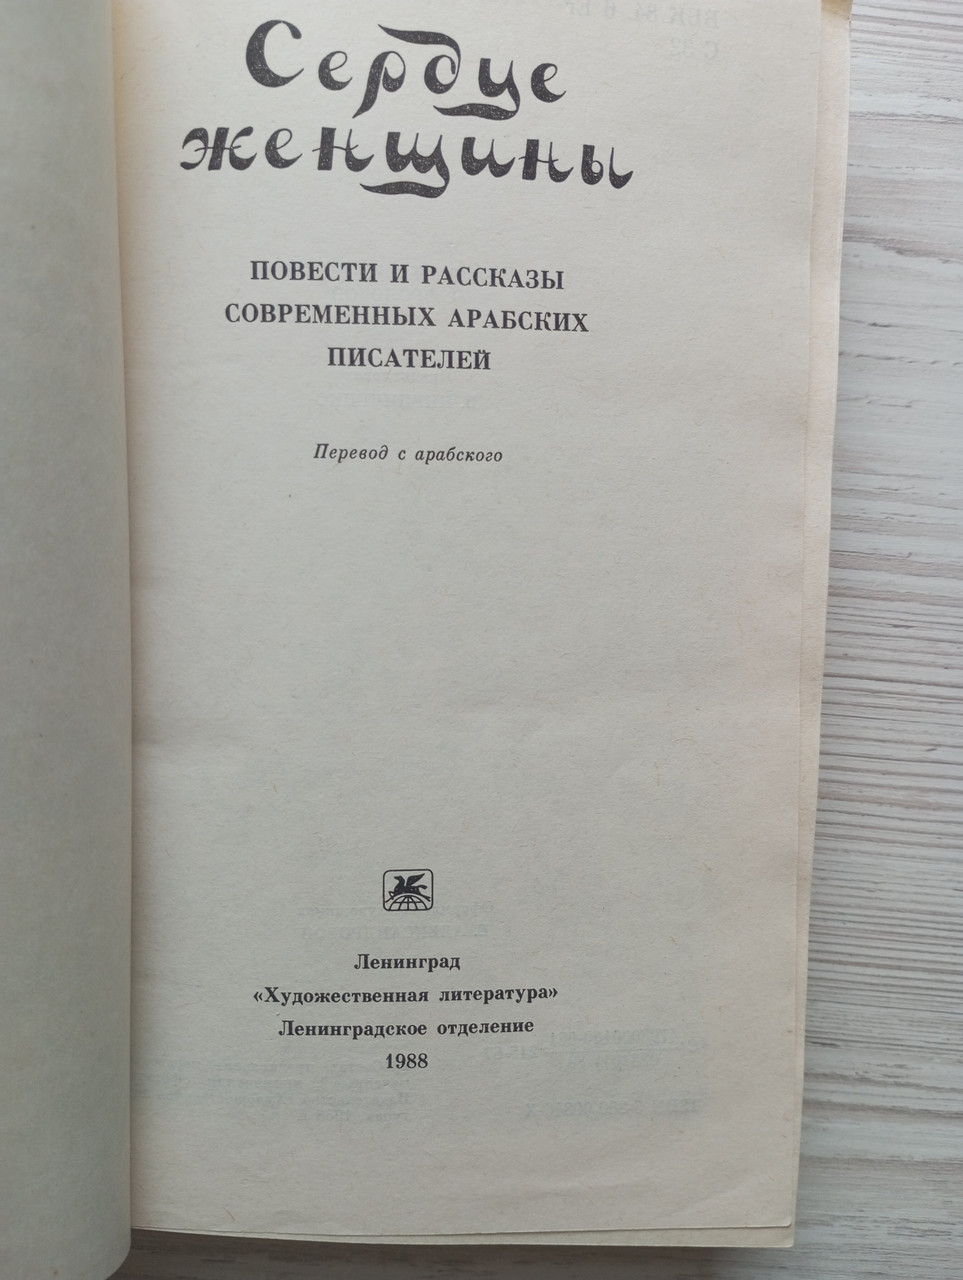 Сердце
женщины
ПОВЕСТИ И РАССКАЗЫ
СОВРЕМЕННЫХ АРАБСКИХ
ПИСАТЕЛЕЙ
Перевод с арабского
Ленинград
«Художественная литература»
Ленинградское отделение
1988